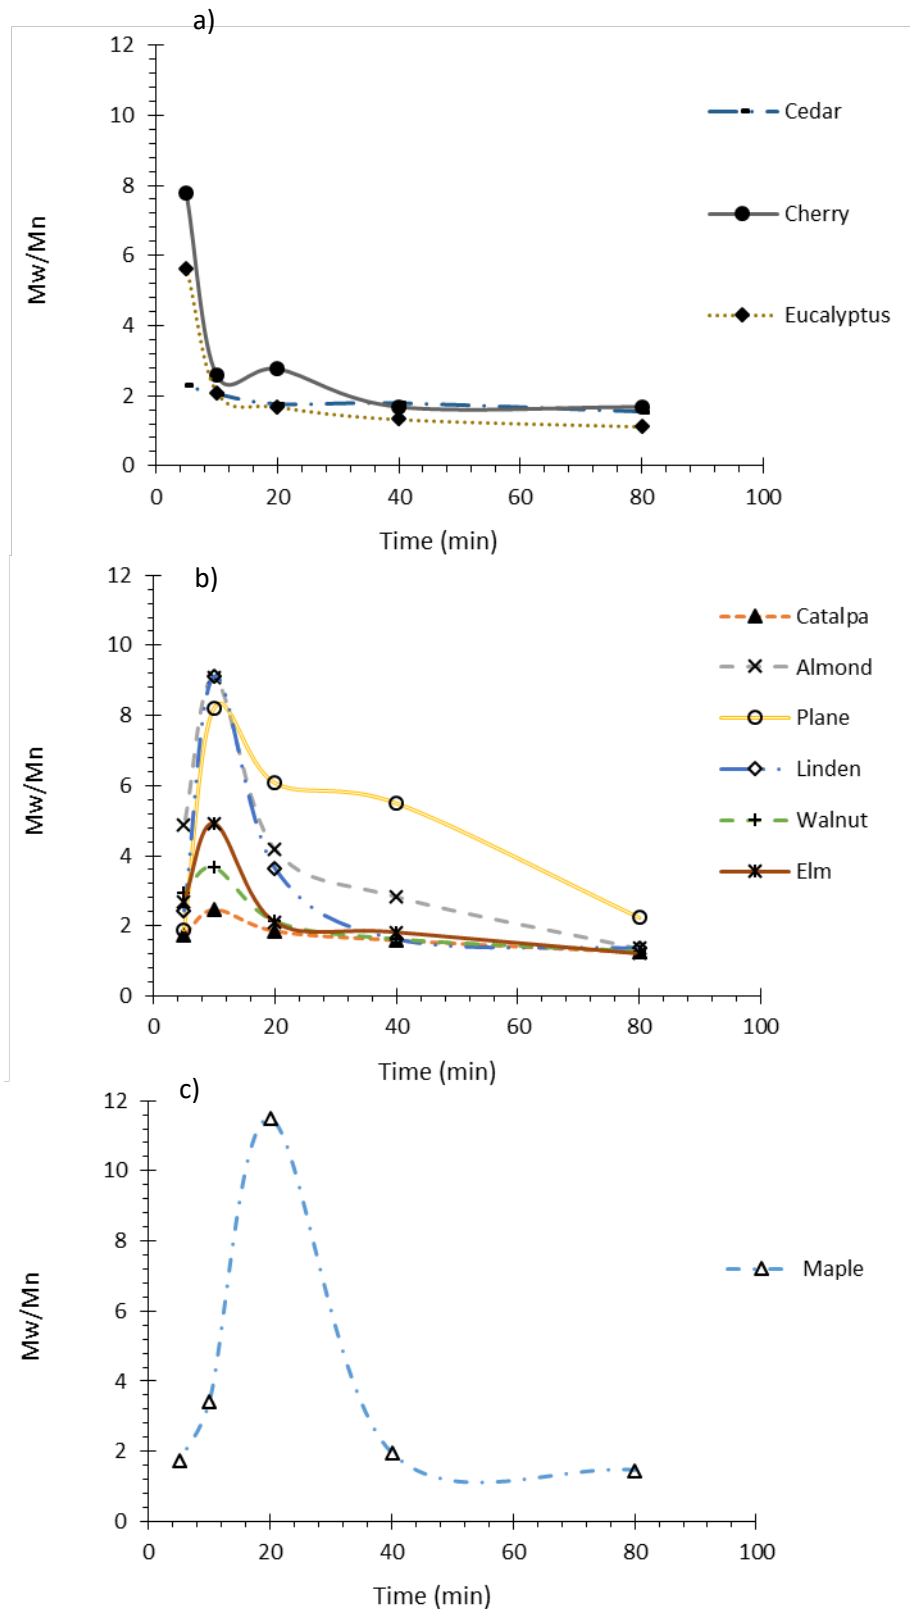 a)
12
10
8
6
4
2
0
Mw/Mn
0 20 40 60 80 100
Time (min)
Cedar
Cherry
Eucalyptus
b)
12
10
8
6
4
2
0
Mw/Mn
0 20 40 60 80 100
Time (min)
Catalpa
Almond
Plane
Linden
Walnut
Elm
c)
12
10
8
6
4
2
0
Mw/Mn
0 20 40 60 80 100
Time (min)
Maple